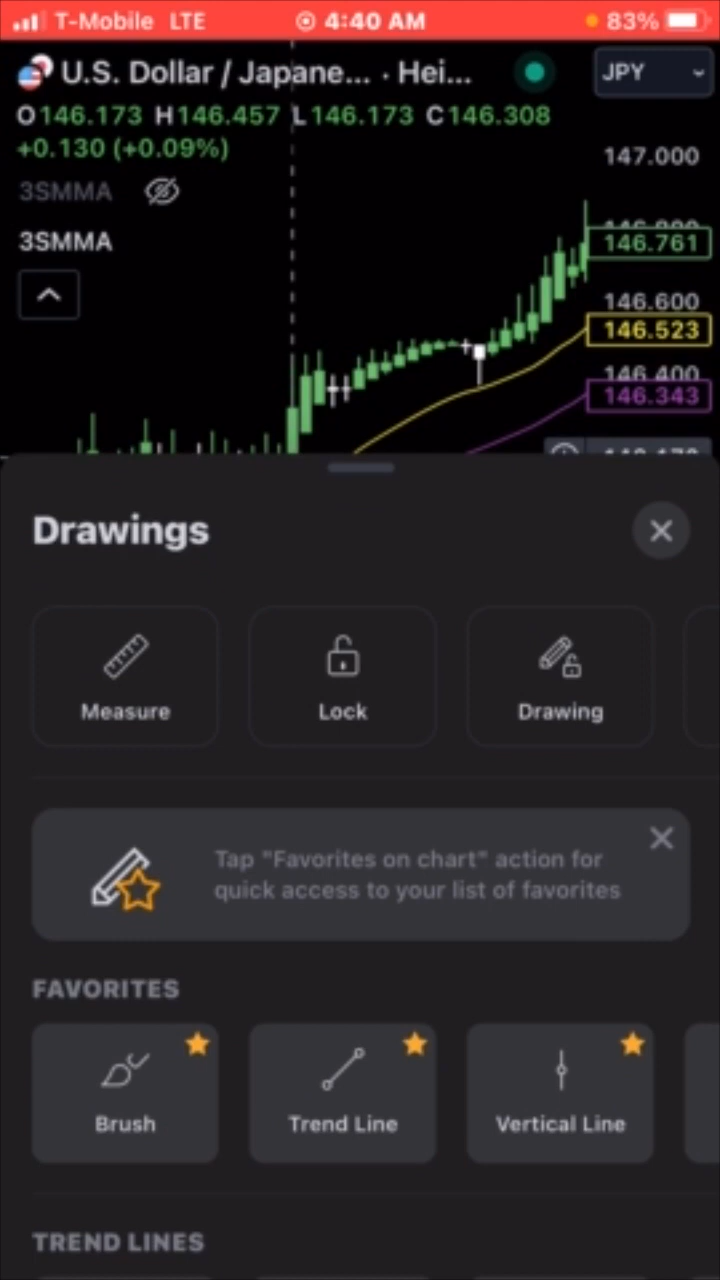 T-Mobile LTE 4:40 AM 83%
U.S. Dollar / Japane... · Hei... JPY
O146.173 H146.457 L146.173 C146.308
+0.130 (+0.09%)
147.000
3SMMA
146.761
3SMMA
146.600
146.523
146.400
146.343
Drawings
Measure Lock Drawing
Tap "Favorites on chart" action for
quick access to your list of favorites
FAVORITES
Brush Trend Line Vertical Line
TREND LINES